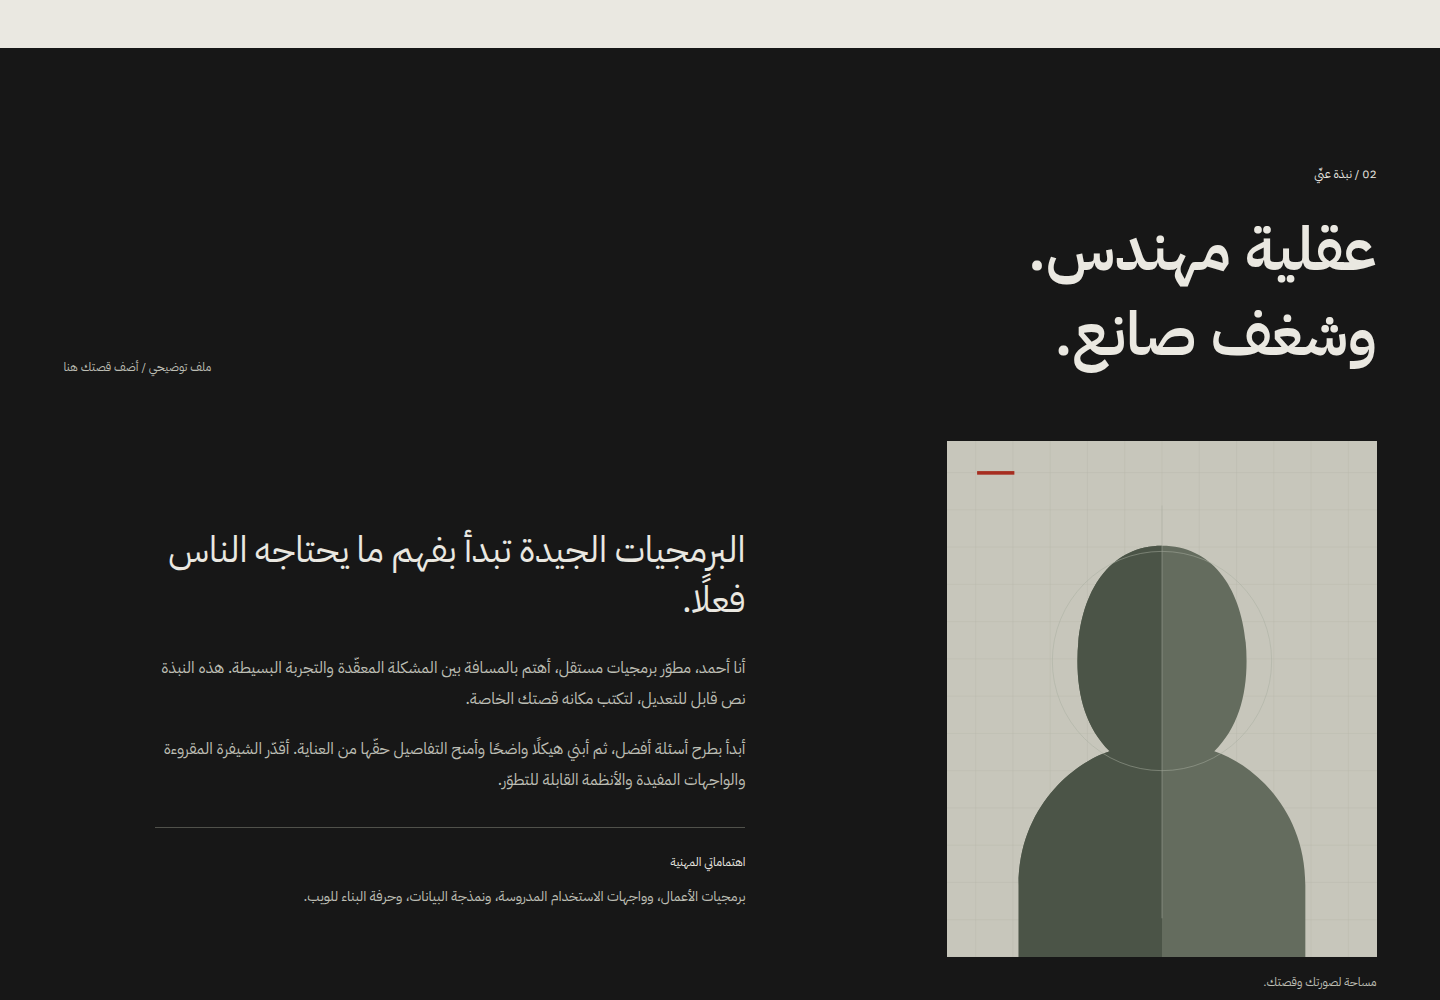 02 / نبذة عنّي
عقلية مهندس.
وشغف صانع.
ملف توضيحي / أضف قصتك هنا
البرمجيات الجيدة تبدأ بفهم ما يحتاجه الناس
فعلًا.
أنا أحمد، مطوّر برمجيات مستقل، أهتم بالمسافة بين المشكلة المعقّدة والتجربة البسيطة. هذه النبذة
نص قابل للتعديل، لتكتب مكانه قصتك الخاصة.
أبدأ بطرح أسئلة أفضل، ثم أبني هيكلًا واضحًا وأمنح التفاصيل حقّها من العناية. أقدّر الشيفرة المقروءة
والواجهات المفيدة والأنظمة القابلة للتطوّر.
اهتماماتي المهنية
برمجيات الأعمال، وواجهات الاستخدام المدروسة، ونمذجة البيانات، وحرفة البناء للويب.
مساحة لصورتك وقصتك.